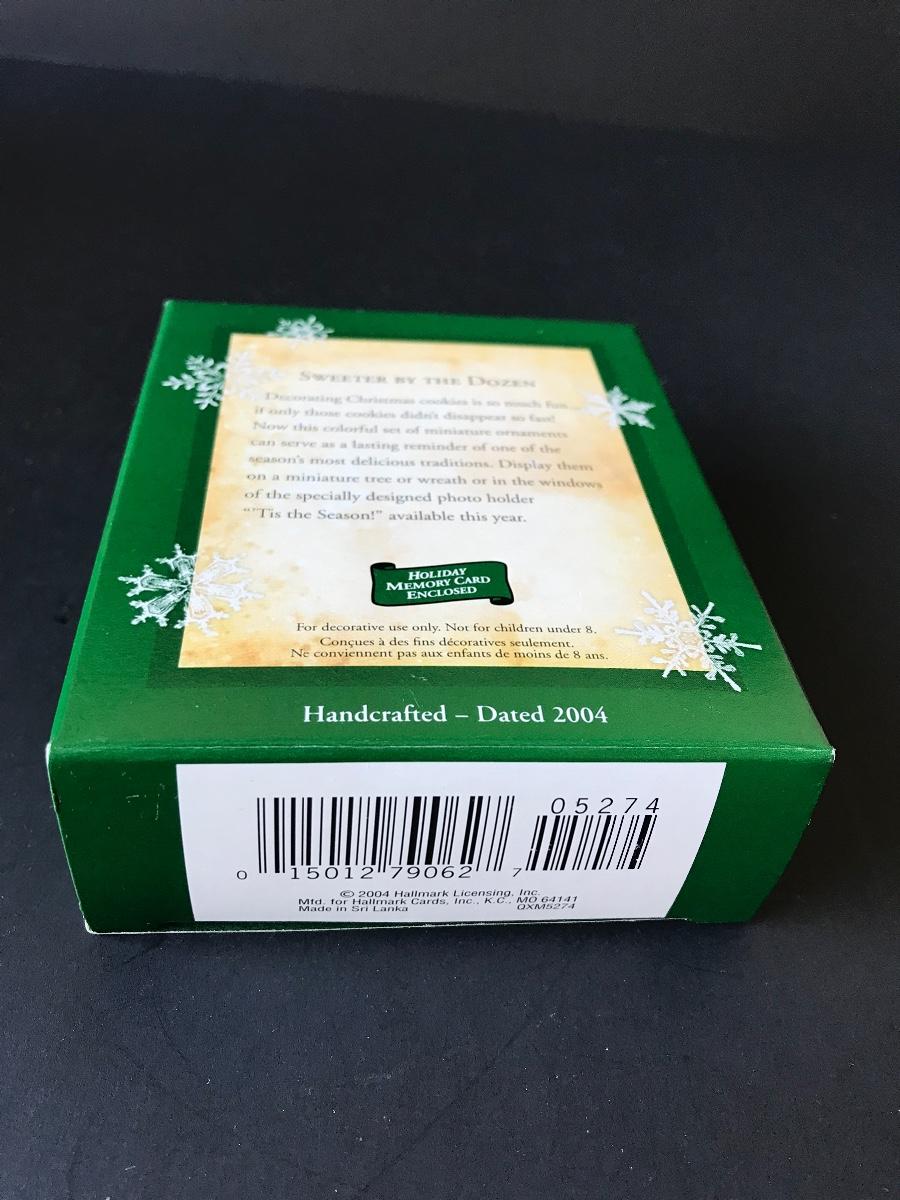 SWEETER BY THE DOZEN
Decorating Christmas cookies is so much fun...
if only those cookies didn't disappear so fast!
Now this colorful set of miniature ornaments
can serve as a lasting reminder of one of the
season's most delicious traditions. Display them
on a miniature tree or wreath or in the windows
of the specially designed photo holder
"'Tis the Season!" available this year.
HOLIDAY
MEMORY CARD
ENCLOSED
For decorative use only. Not for children under 8.
Conçues à des fins décoratives seulement.
Ne conviennent pas aux enfants de moins de 8 ans.
Handcrafted – Dated 2004
05274
0 15012 79062 7
© 2004 Hallmark Licensing, Inc.
Mfd. for Hallmark Cards, Inc., K.C., MO 64141
Made in Sri Lanka QXM5274